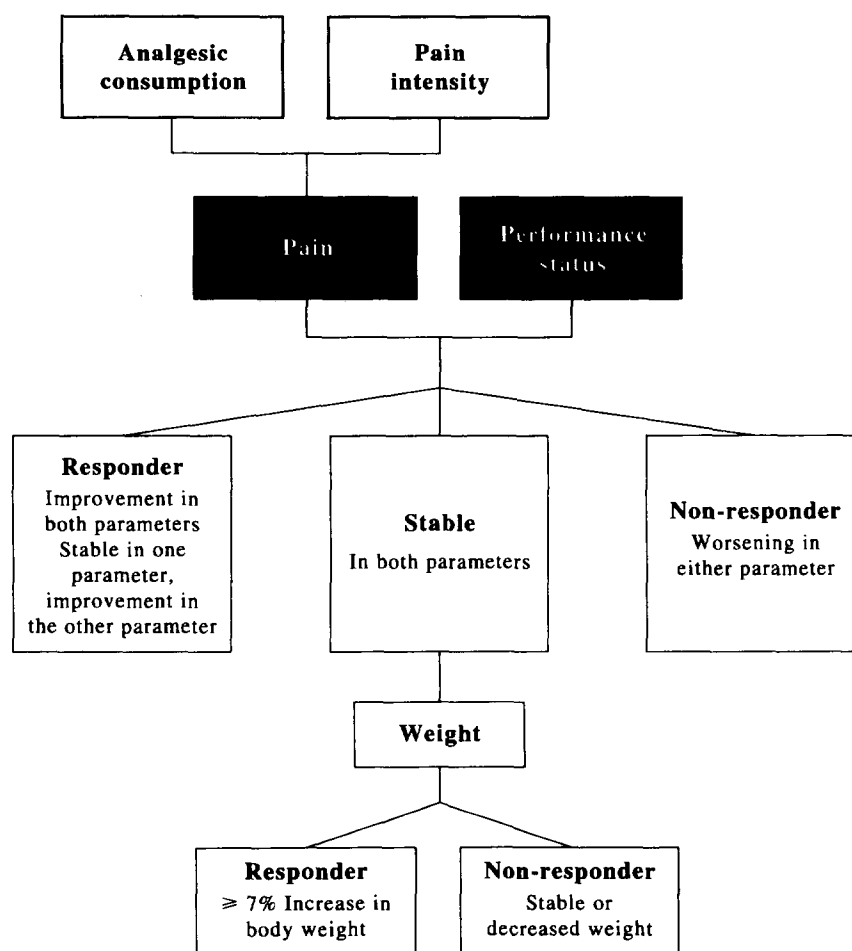 Analgesic
consumption
Pain
intensity
Pain
Performance
status
Responder
Improvement in
both parameters
Stable in one
parameter,
improvement in
the other parameter
Stable
In both parameters
Non-responder
Worsening in
either parameter
Weight
Responder
⩾ 7% Increase in
body weight
Non-responder
Stable or
decreased weight